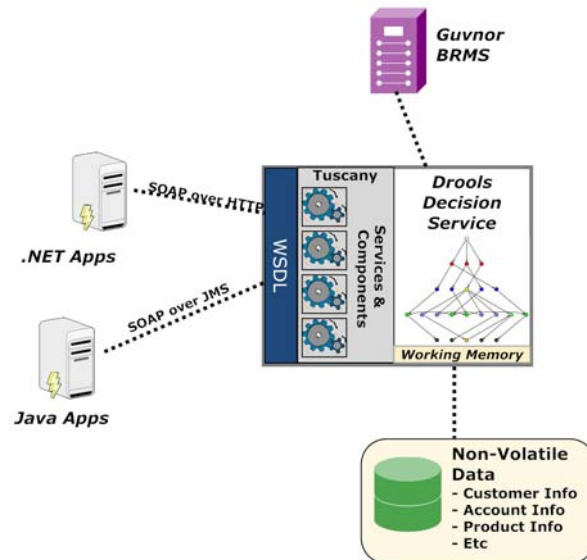 Guvnor
BRMS
SOAP over HTTP
.NET Apps
SOAP over JMS
Java Apps
WSDL
Tuscany
Services &
Components
Drools
Decision
Service
Working Memory
Non-Volatile
Data
- Customer Info
- Account Info
- Product Info
- Etc